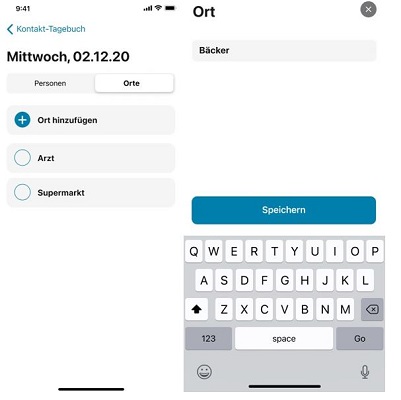 9:41
Kontakt-Tagebuch
Mittwoch, 02.12.20
Personen Orte
Ort hinzufügen
Arzt
Supermarkt
Ort
Bäcker
Speichern
Q W E R T Y U I O P
A S D F G H J K L
Z X C V B N M
123 space Go